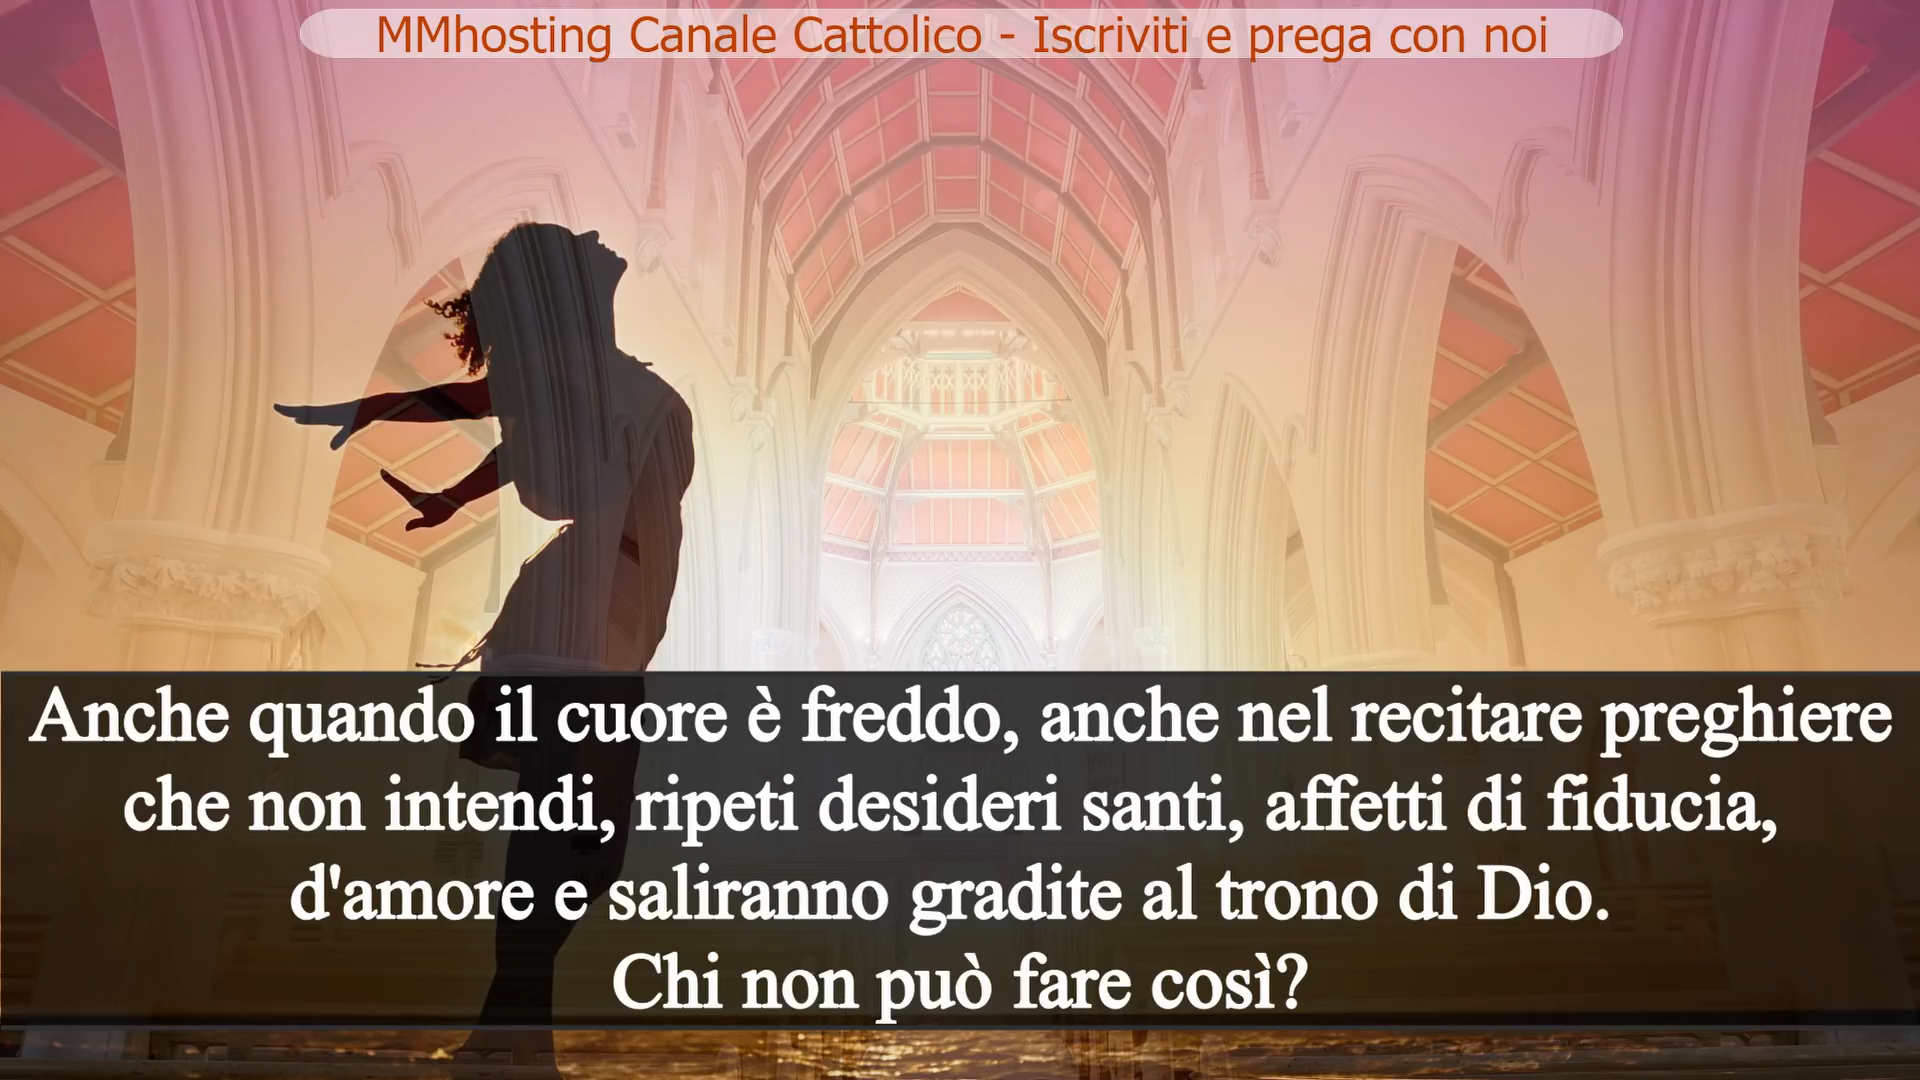 MMhosting Canale Cattolico - Iscriviti e prega con noi
Anche quando il cuore è freddo, anche nel recitare preghiere
che non intendi, ripeti desideri santi, affetti di fiducia,
d'amore e saliranno gradite al trono di Dio.
Chi non può fare così?